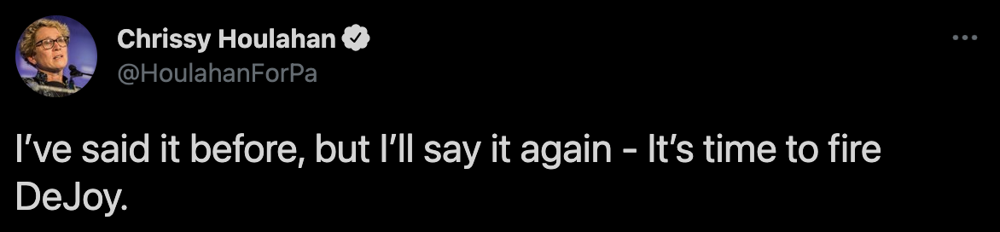 Chrissy Houlahan
@HoulahanForPa
I’ve said it before, but I’ll say it again - It’s time to fire
DeJoy.